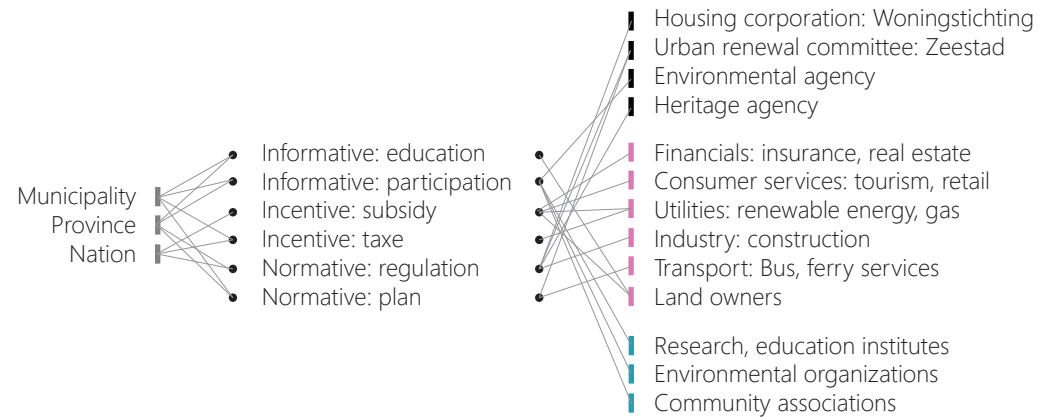 Municipality
Province
Nation
Informative: education
Informative: participation
Incentive: subsidy
Incentive: taxe
Normative: regulation
Normative: plan
Housing corporation: Woningstichting
Urban renewal committee: Zeestad
Environmental agency
Heritage agency
Financials: insurance, real estate
Consumer services: tourism, retail
Utilities: renewable energy, gas
Industry: construction
Transport: Bus, ferry services
Land owners
Research, education institutes
Environmental organizations
Community associations